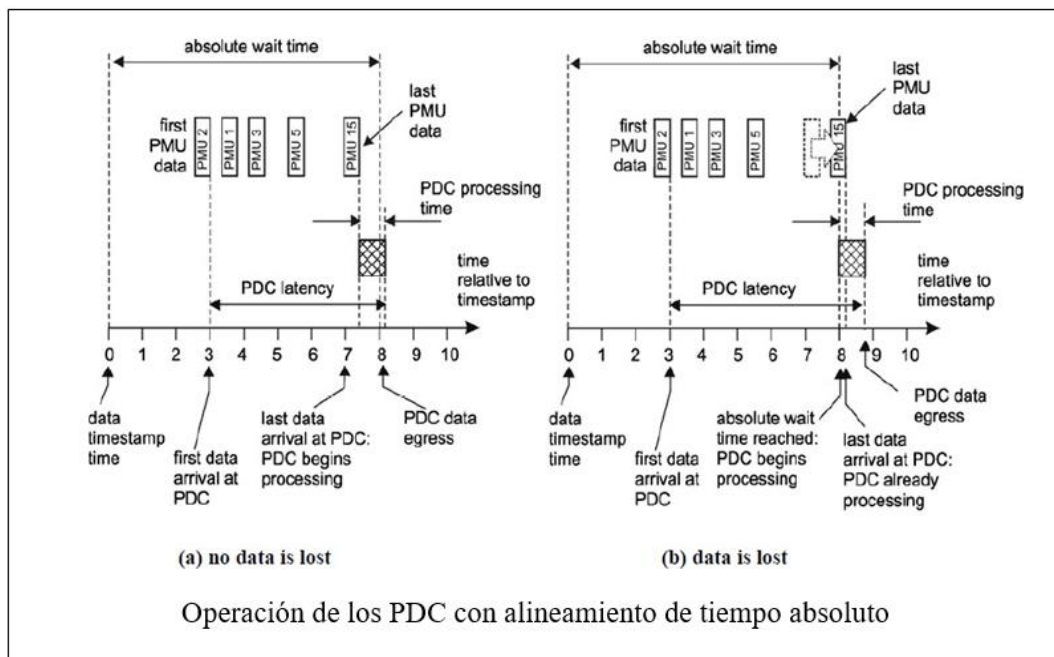 absolute wait time
last
PMU
data
first
PMU
data
PMU 2
PMU 1
PMU 3
PMU 5
PMU 15
PDC processing
time
PDC latency
time
relative to
timestamp
0 1 2 3 4 5 6 7 8 9 10
data
timestamp
time
first data
arrival at
PDC
last data
arrival at PDC:
PDC begins
processing
PDC data
egress
(a) no data is lost
absolute wait time
last
PMU
data
first
PMU
data
PMU 2
PMU 1
PMU 3
PMU 5
PMU 15
PDC processing
time
PDC latency
time
relative to
timestamp
0 1 2 3 4 5 6 7 8 9 10
data
timestamp
time
first data
arrival at
PDC
absolute wait
time reached:
PDC begins
processing
PDC data
egress
last data
arrival at PDC:
PDC already
processing
(b) data is lost
Operación de los PDC con alineamiento de tiempo absoluto